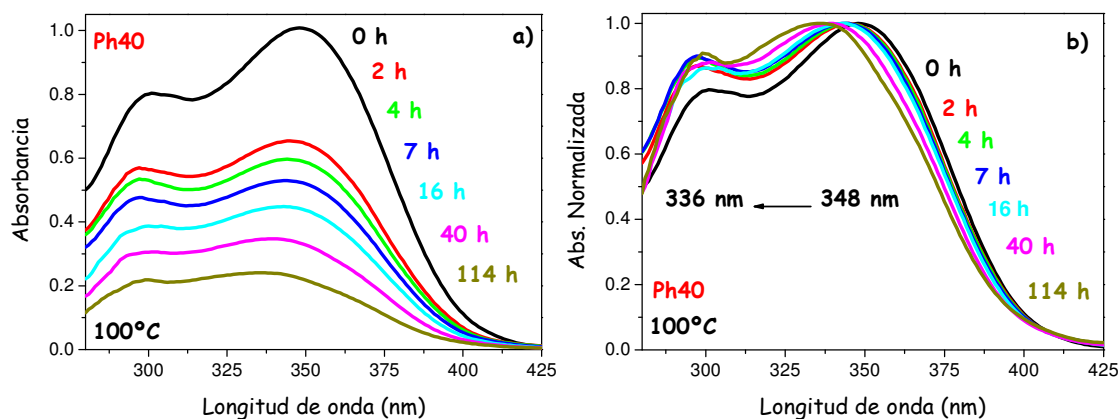 Ph40
a)
0 h
2 h
4 h
7 h
16 h
40 h
114 h
100ºC
Absorbancia
1.0
0.8
0.6
0.4
0.2
0.0
300 325 350 375 400 425
Longitud de onda (nm)
b)
0 h
2 h
4 h
7 h
16 h
40 h
114 h
336 nm
348 nm
Ph40
100ºC
Abs. Normalizada
1.0
0.8
0.6
0.4
0.2
0.0
300 325 350 375 400 425
Longitud de onda (nm)